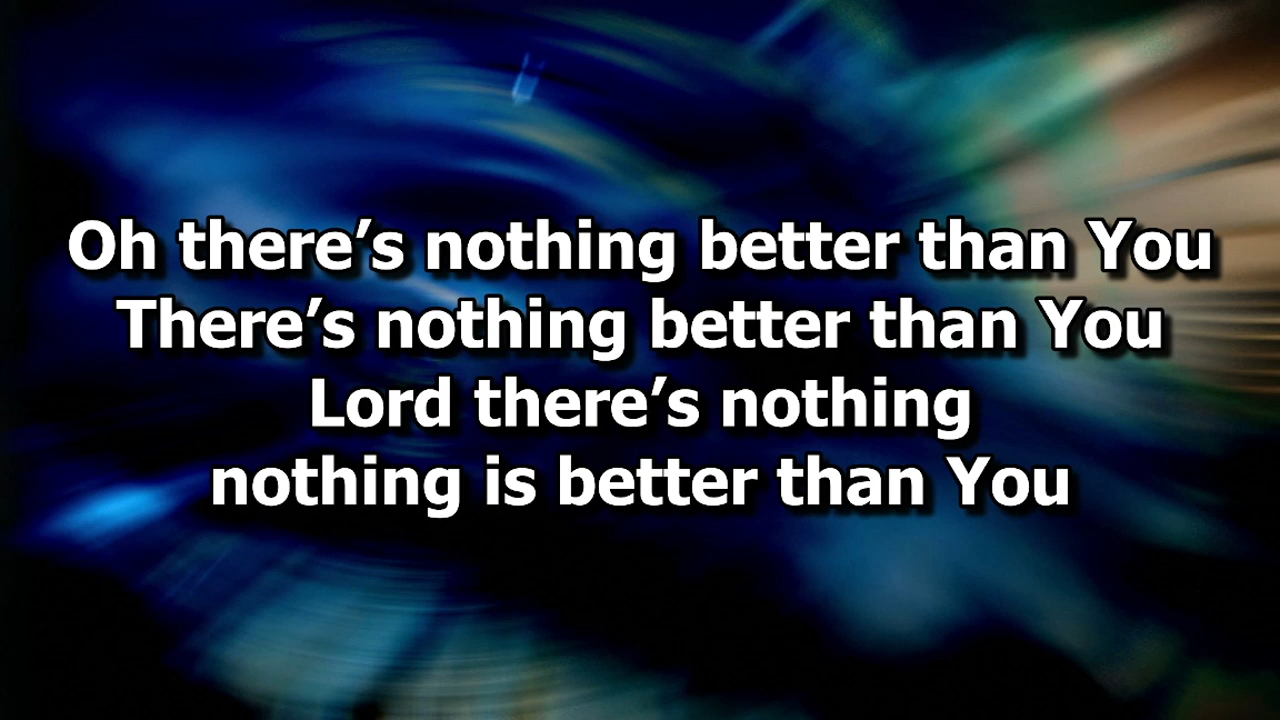 Oh there’s nothing better than You
There’s nothing better than You
Lord there’s nothing
nothing is better than You